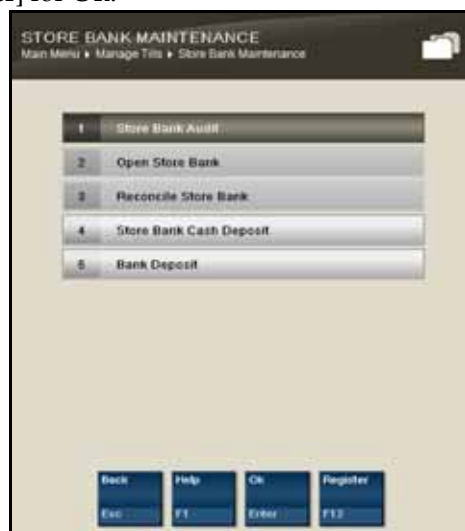 ] for Ok.
STORE BANK MAINTENANCE
Main Menu ▸ Manage Tills ▸ Store Bank Maintenance
1 Store Bank Audit
2 Open Store Bank
3 Reconcile Store Bank
4 Store Bank Cash Deposit
5 Bank Deposit
Back Help Ok Register
Esc F1 Enter F12